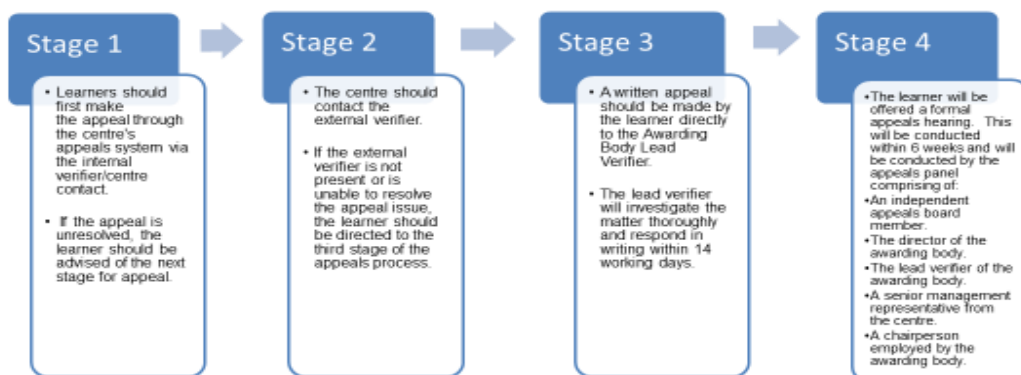 Stage 1
• Learners should
first make
the appeal through
the centre's
appeals system via
the internal
verifier/centre
contact.
• If the appeal is
unresolved, the
learner should be
advised of the next
stage for appeal.
Stage 2
• The centre should
contact the
external verifier.
• If the external
verifier is not
present or is
unable to resolve
the appeal issue,
the learner should
be directed to the
third stage of the
appeals process.
Stage 3
• A written appeal
should be made by
the learner directly
to the Awarding
Body Lead
Verifier.
• The lead verifier
will investigate the
matter thoroughly
and respond in
writing within 14
working days.
Stage 4
•The learner will be
offered a formal
appeals hearing. This
will be conducted
within 6 weeks and will
be conducted by the
appeals panel
comprising of:
•An independent
appeals board
member.
•The director of the
awarding body.
•The lead verifier of the
awarding body.
•A senior management
representative from
the centre.
•A chairperson
employed by the
awarding body.